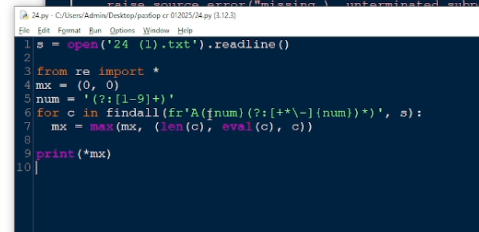 raise source.error("missing ), unterminated subp
24.py - C:/Users/Admin/Desktop/разбор cr 012025/24.py (3.12.3)
File Edit Format Run Options Window Help
1 s = open('24 (1).txt').readline()
2
3 from re import *
4 mx = (0, 0)
5 num = '(?:[1-9]+)'
6 for c in findall(fr'A({num}(?:[+*\-]{num})*)', s):
7 mx = max(mx, (len(c), eval(c), c))
8
9 print(*mx)
10